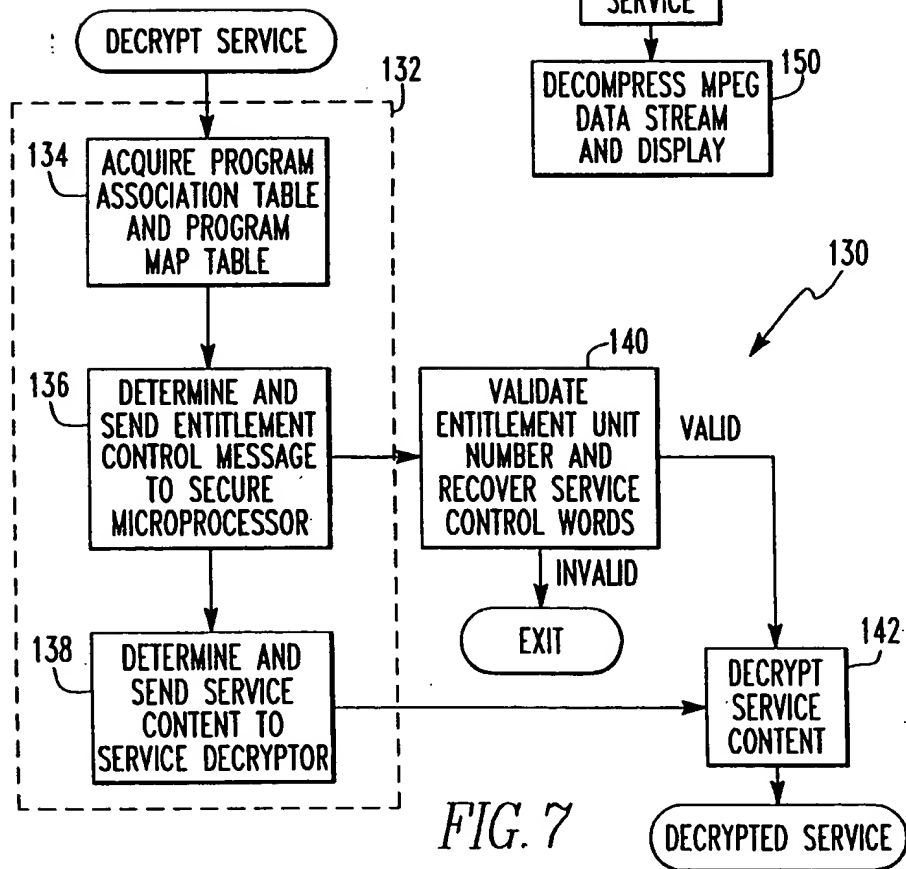 SERVICE
DECOMPRESS MPEG
DATA STREAM
AND DISPLAY
150
DECRYPT SERVICE
132
134
ACQUIRE PROGRAM
ASSOCIATION TABLE
AND PROGRAM
MAP TABLE
130
136
DETERMINE AND
SEND ENTITLEMENT
CONTROL MESSAGE
TO SECURE
MICROPROCESSOR
140
VALIDATE
ENTITLEMENT UNIT
NUMBER AND
RECOVER SERVICE
CONTROL WORDS
VALID
INVALID
EXIT
138
DETERMINE AND
SEND SERVICE
CONTENT TO
SERVICE DECRYPTOR
142
DECRYPT
SERVICE
CONTENT
DECRYPTED SERVICE
FIG. 7